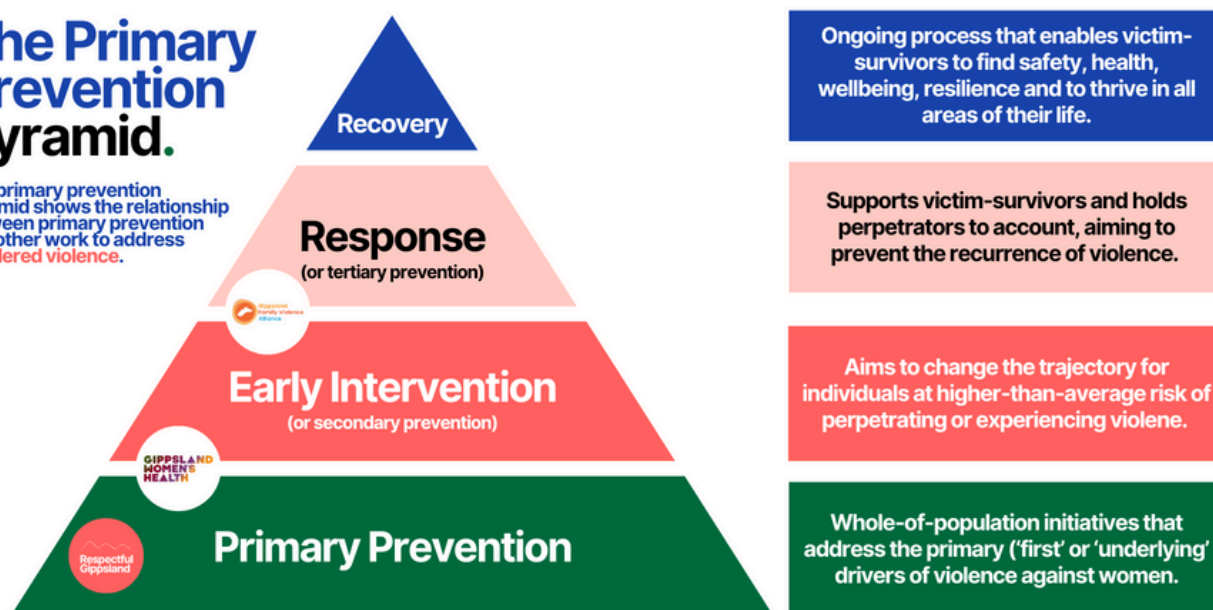 he Primary
revention
yramid.
primary prevention
mid shows the relationship
ween primary prevention
other work to address
dered violence.
Recovery
Ongoing process that enables victim-
survivors to find safety, health,
wellbeing, resilience and to thrive in all
areas of their life.
Response
(or tertiary prevention)
Supports victim-survivors and holds
perpetrators to account, aiming to
prevent the recurrence of violence.
Gippsland
Family Violence
Alliance
Early Intervention
(or secondary prevention)
Aims to change the trajectory for
individuals at higher-than-average risk of
perpetrating or experiencing violene.
GIPPSLAND
WOMEN'S
HEALTH
Primary Prevention
Respectful
Gippsland
Whole-of-population initiatives that
address the primary (‘first’ or ‘underlying’
drivers of violence against women.